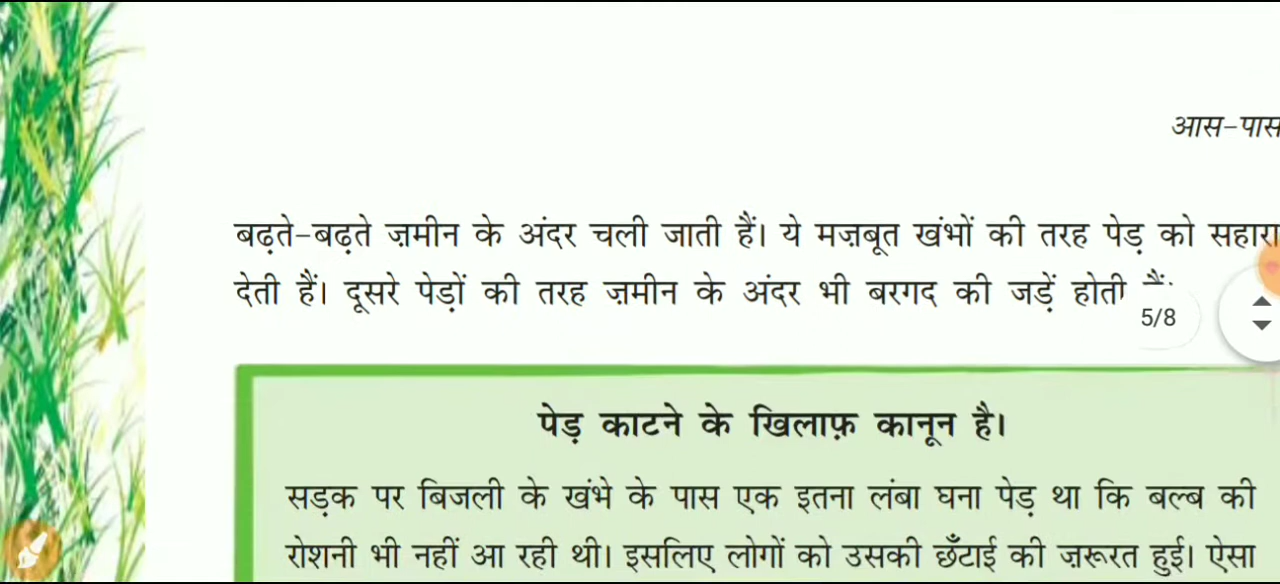 आस-पास
बढ़ते-बढ़ते ज़मीन के अंदर चली जाती हैं। ये मज़बूत खंभों की तरह पेड़ को सहारा
देती हैं। दूसरे पेड़ों की तरह ज़मीन के अंदर भी बरगद की जड़ें होती
5/8
पेड़ काटने के खिलाफ़ कानून है।
सड़क पर बिजली के खंभे के पास एक इतना लंबा घना पेड़ था कि बल्ब की
रोशनी भी नहीं आ रही थी। इसलिए लोगों को उसकी छँटाई की ज़रूरत हुई। ऐसा